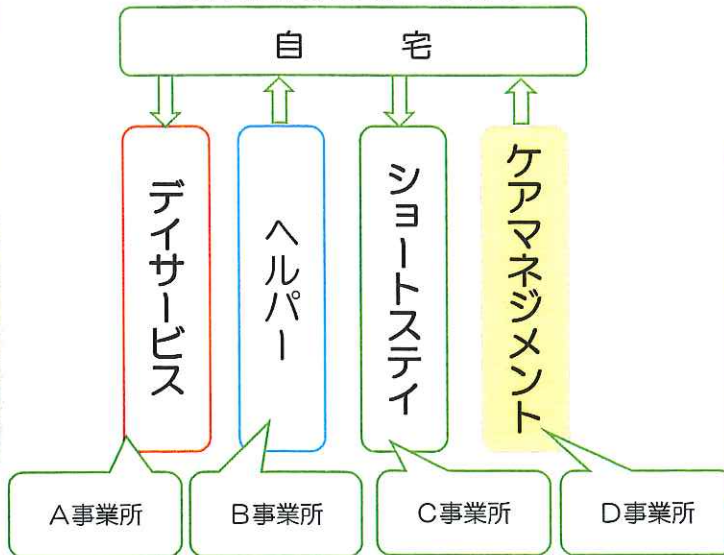 自宅
デイサービス
ヘルパー
ショートステイ
ケアマネジメント
A事業所
B事業所
C事業所
D事業所